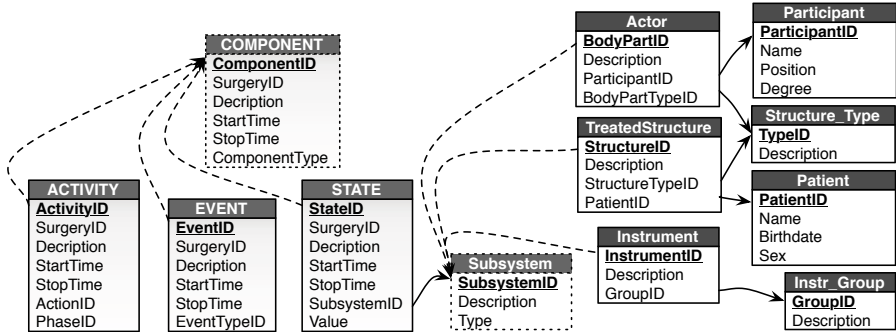 COMPONENT
ComponentID
SurgeryID
Decription
StartTime
StopTime
ComponentType
Actor
BodyPartID
Description
ParticipantID
BodyPartTypeID
Participant
ParticipantID
Name
Position
Degree
TreatedStructure
StructureID
Description
StructureTypeID
PatientID
Structure_Type
TypeID
Description
ACTIVITY
ActivityID
SurgeryID
Decription
StartTime
StopTime
ActionID
PhaseID
EVENT
EventID
SurgeryID
Decription
StartTime
StopTime
EventTypeID
STATE
StateID
SurgeryID
Decription
StartTime
StopTime
SubsystemID
Value
Subsystem
SubsystemID
Description
Type
Instrument
InstrumentID
Description
GroupID
Patient
PatientID
Name
Birthdate
Sex
Instr_Group
GroupID
Description